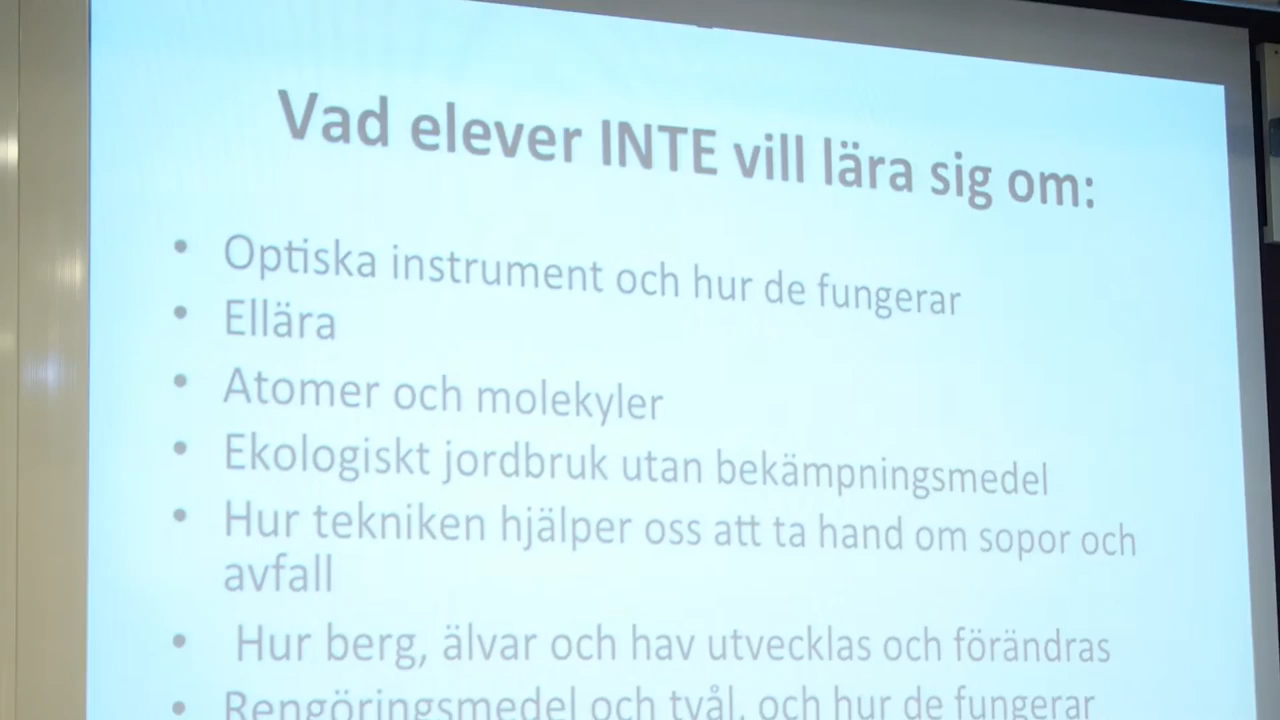 Vad elever INTE vill lära sig om:
• Optiska instrument och hur de fungerar
• Ellära
• Atomer och molekyler
• Ekologiskt jordbruk utan bekämpningsmedel
• Hur tekniken hjälper oss att ta hand om sopor och
avfall
• Hur berg, älvar och hav utvecklas och förändras
• Rengöringsmedel och tvål, och hur de fungerar